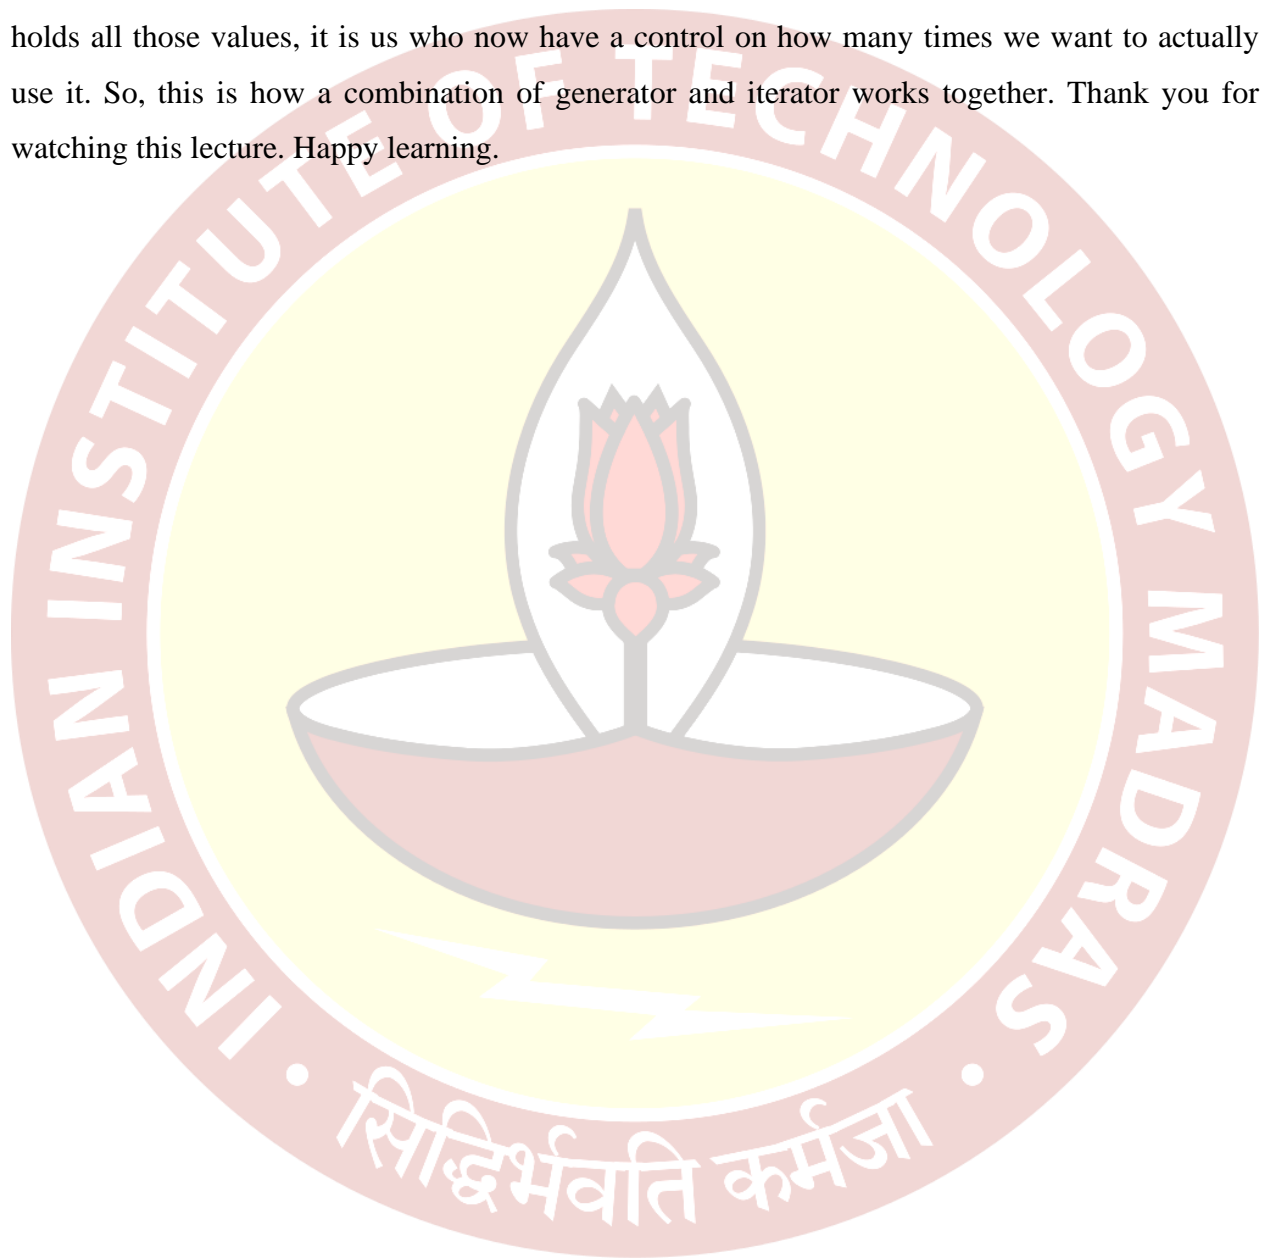 holds all those values, it is us who now have a control on how many times we want to actually
use it. So, this is how a combination of generator and iterator works together. Thank you for
watching this lecture. Happy learning.
INDIAN INSTITUTE OF TECHNOLOGY MADRAS
सिद्धिर्भवति कर्मजा